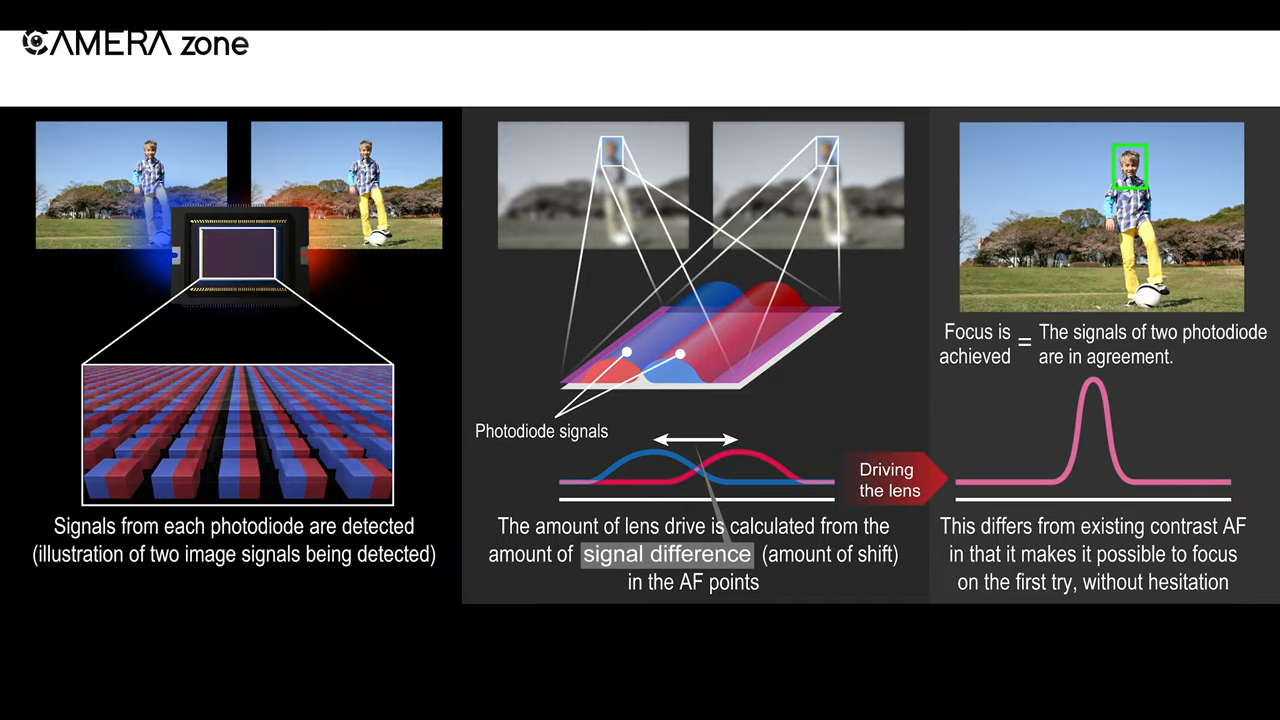 CAMERA zone
Signals from each photodiode are detected
(illustration of two image signals being detected)
Photodiode signals
The amount of lens drive is calculated from the
amount of signal difference (amount of shift)
in the AF points
Driving
the lens
Focus is
achieved
=
The signals of two photodiode
are in agreement.
This differs from existing contrast AF
in that it makes it possible to focus
on the first try, without hesitation